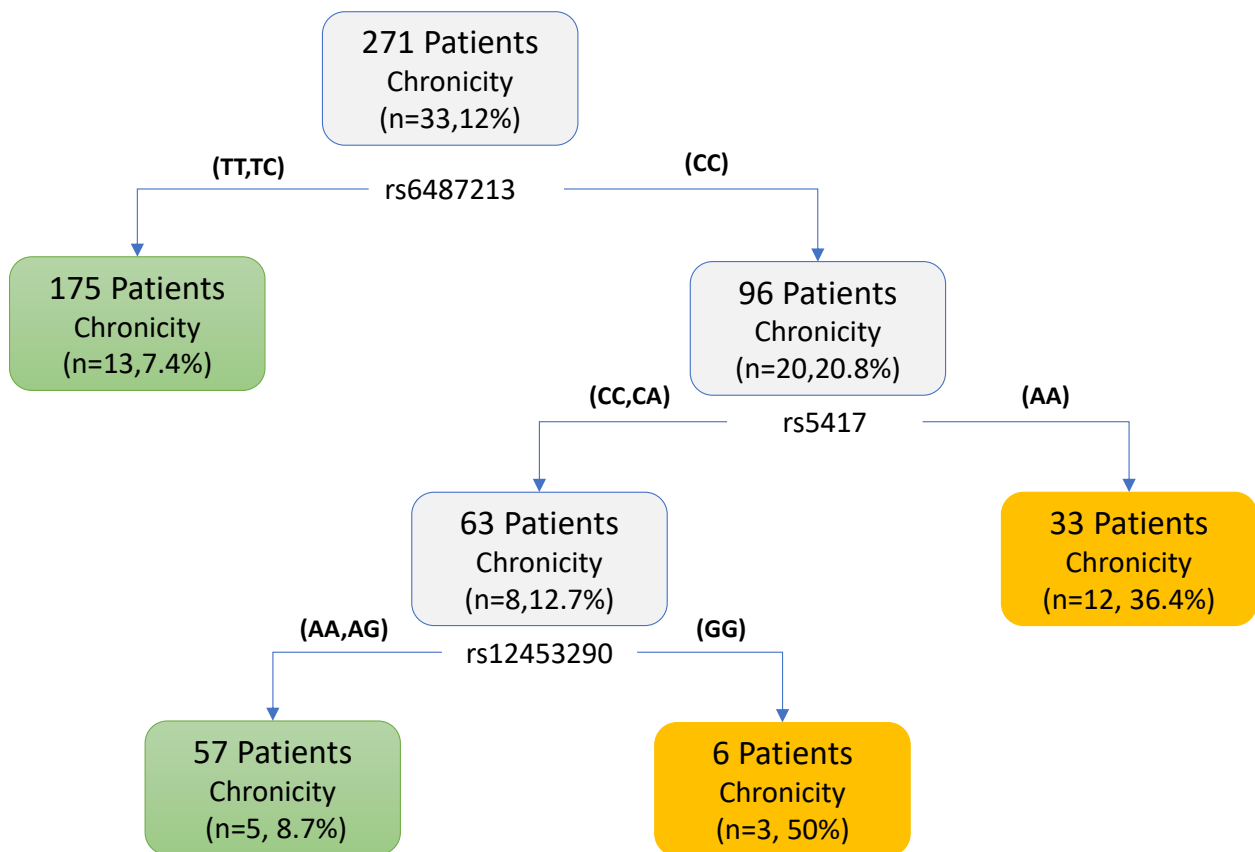 271 Patients
Chronicity
(n=33,12%)
(TT,TC)
rs6487213
(CC)
175 Patients
Chronicity
(n=13,7.4%)
96 Patients
Chronicity
(n=20,20.8%)
(CC,CA)
rs5417
(AA)
63 Patients
Chronicity
(n=8,12.7%)
33 Patients
Chronicity
(n=12, 36.4%)
(AA,AG)
rs12453290
(GG)
57 Patients
Chronicity
(n=5, 8.7%)
6 Patients
Chronicity
(n=3, 50%)